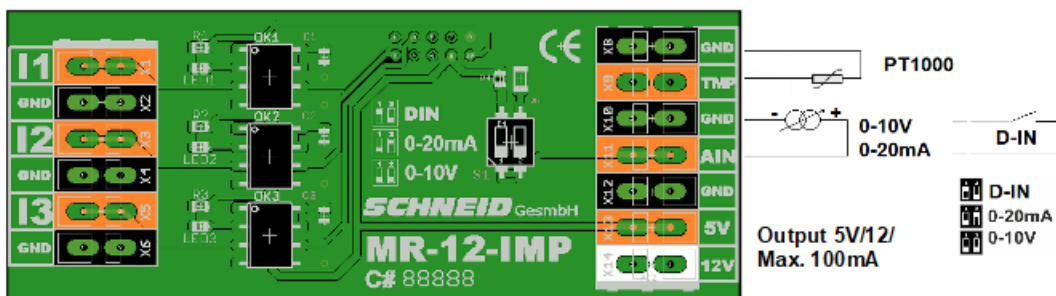 I1
GND
I2
GND
I3
GND
X1
X2
X3
X4
X5
X6
R1
LED1
R2
LED2
R3
LED3
OK1
OK2
OK3
C1
C2
C3
DIN
0-20mA
0-10V
S1
CE
SCHNEID GesmbH
MR-12-IMP
C# 88888
X8 GND
X9 TMP
X10 GND
X11 AIN
X12 GND
X13 5V
X14 12V
PT1000
- + 0-10V
0-20mA
D-IN
Output 5V/12/
Max. 100mA
D-IN
0-20mA
0-10V